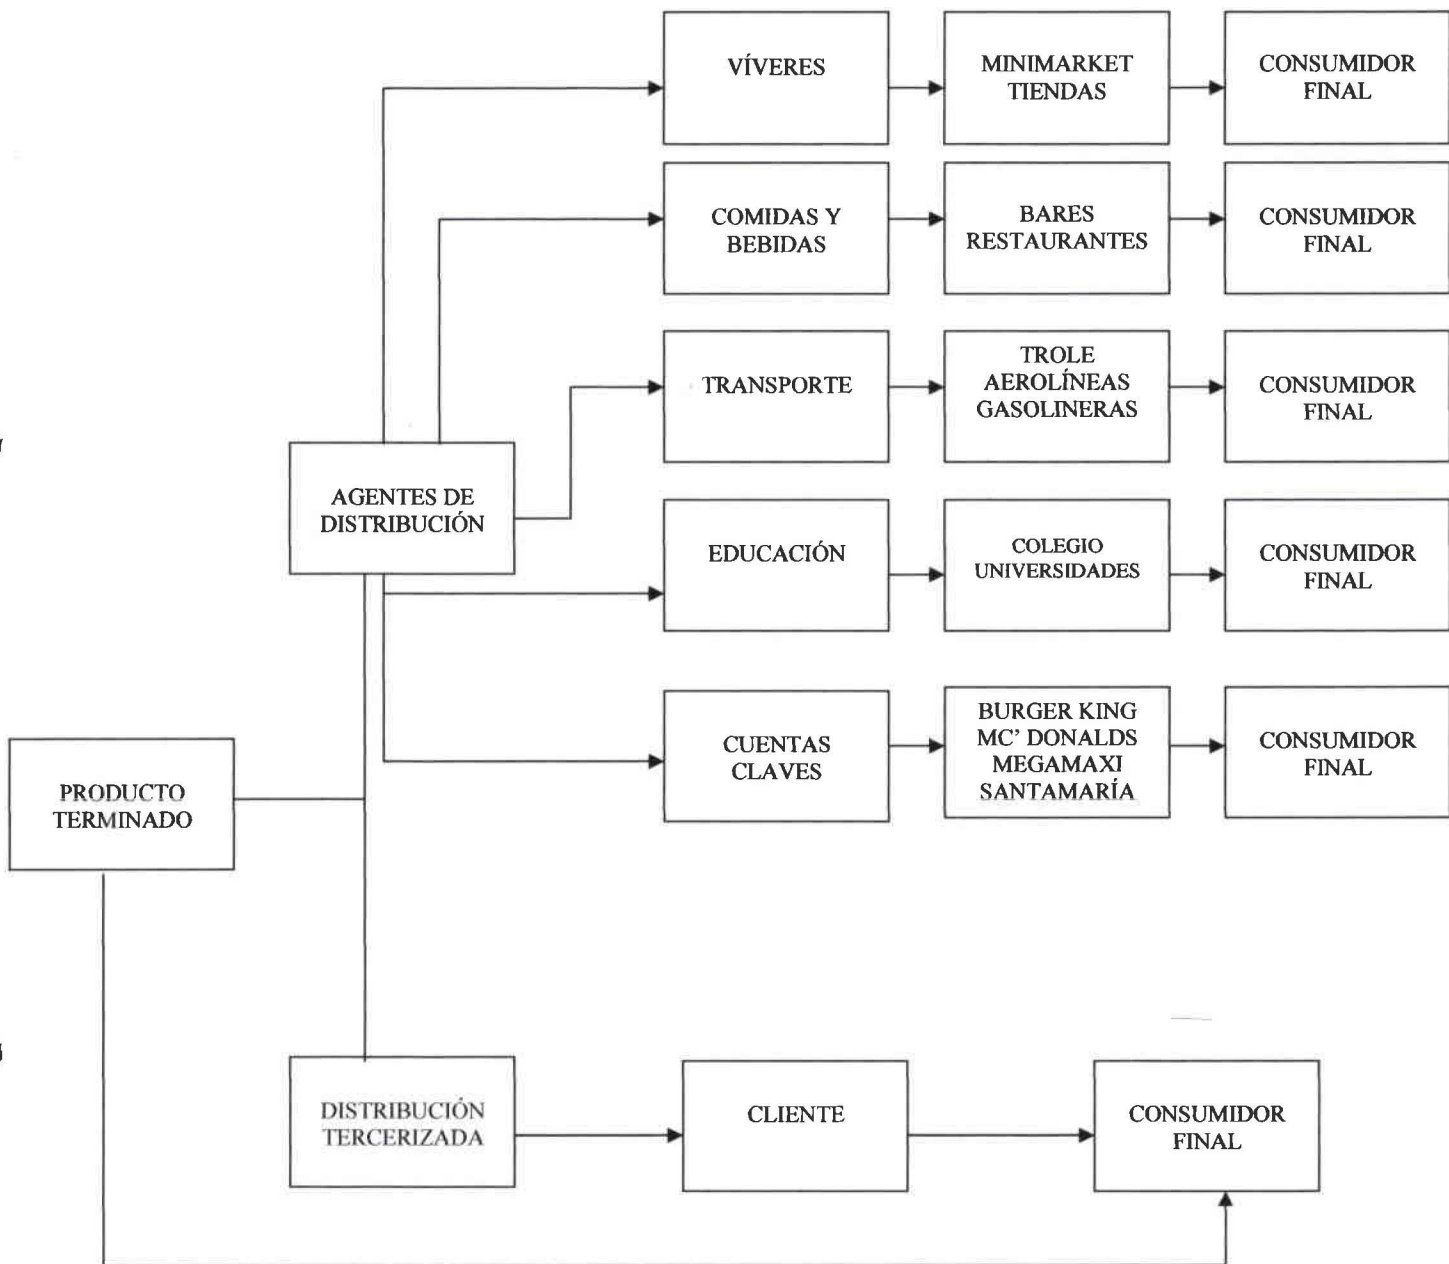 VÍVERES
MINIMARKET
TIENDAS
CONSUMIDOR
FINAL
COMIDAS Y
BEBIDAS
BARES
RESTAURANTES
CONSUMIDOR
FINAL
TRANSPORTE
TROLE
AEROLÍNEAS
GASOLINERAS
CONSUMIDOR
FINAL
AGENTES DE
DISTRIBUCIÓN
EDUCACIÓN
COLEGIO
UNIVERSIDADES
CONSUMIDOR
FINAL
CUENTAS
CLAVES
BURGER KING
MC' DONALDS
MEGAMAXI
SANTAMARÍA
CONSUMIDOR
FINAL
PRODUCTO
TERMINADO
DISTRIBUCIÓN
TERCERIZADA
CLIENTE
CONSUMIDOR
FINAL